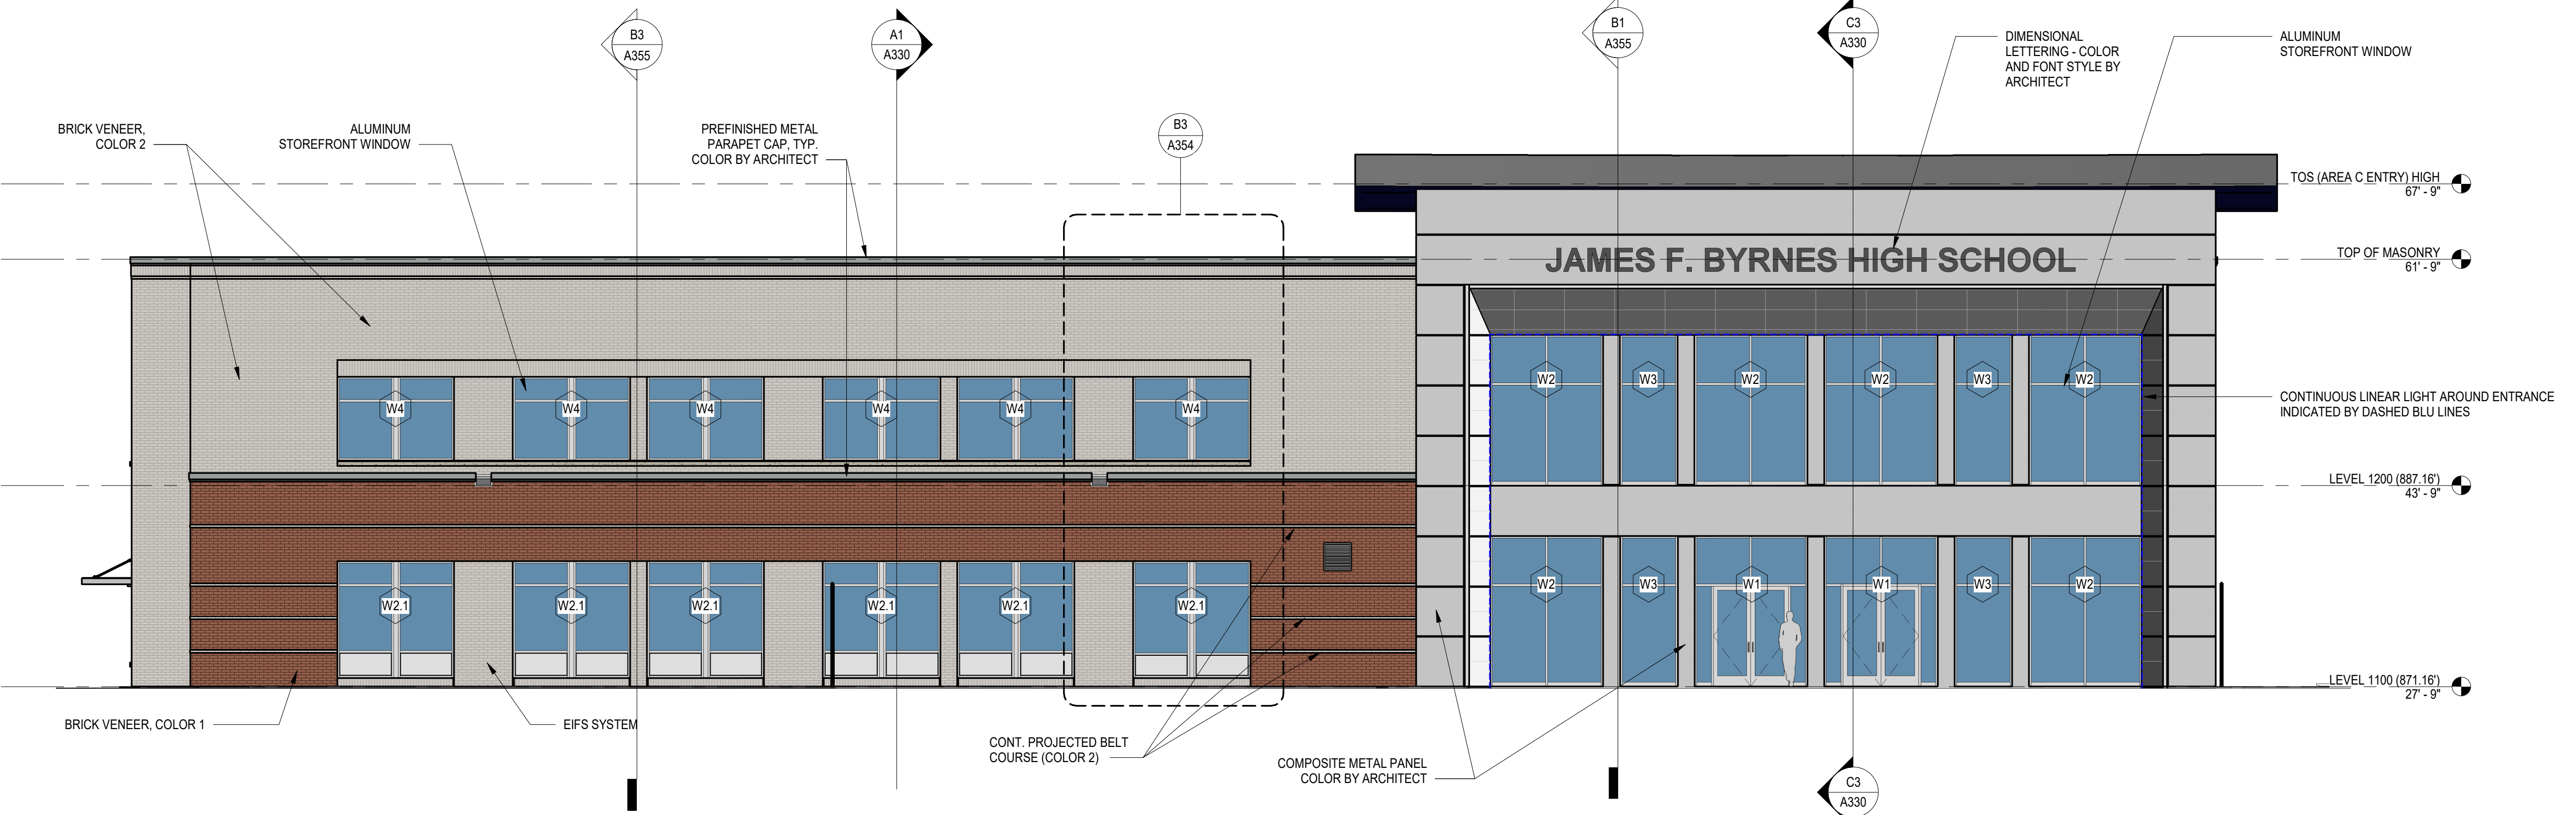 B3
A355
A1
A330
B1
A355
C3
A330
DIMENSIONAL
LETTERING - COLOR
AND FONT STYLE BY
ARCHITECT
ALUMINUM
STOREFRONT WINDOW
BRICK VENEER,
COLOR 2
ALUMINUM
STOREFRONT WINDOW
PREFINISHED METAL
PARAPET CAP, TYP.
COLOR BY ARCHITECT
B3
A354
TOS (AREA C ENTRY) HIGH
67' - 9"
TOP OF MASONRY
61' - 9"
JAMES F. BYRNES HIGH SCHOOL
W2
W3
W2
W2
W3
W2
CONTINUOUS LINEAR LIGHT AROUND ENTRANCE
INDICATED BY DASHED BLU LINES
W4
W4
W4
W4
W4
W4
LEVEL 1200 (887.16')
43' - 9"
W2
W3
W1
W1
W3
W2
W2.1
W2.1
W2.1
W2.1
W2.1
W2.1
LEVEL 1100 (871.16')
27' - 9"
BRICK VENEER, COLOR 1
EIFS SYSTEM
CONT. PROJECTED BELT
COURSE (COLOR 2)
COMPOSITE METAL PANEL
COLOR BY ARCHITECT
C3
A330